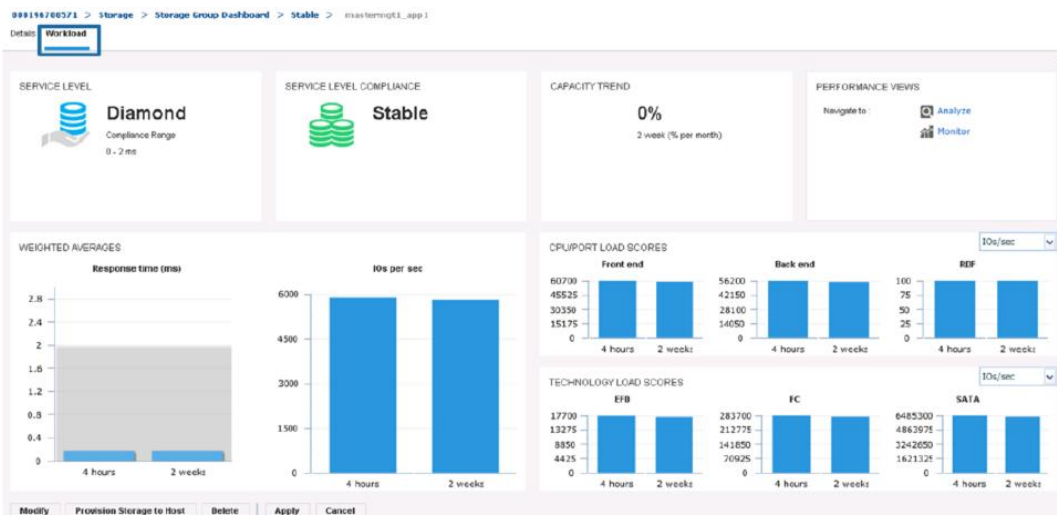 000196700571 > Storage > Storage Group Dashboard > Stable > mastermgt1_app1
Details Workload
SERVICE LEVEL
Diamond
Compliance Range
0 - 2 ms
SERVICE LEVEL COMPLIANCE
Stable
CAPACITY TREND
0%
2 week (% per month)
PERFORMANCE VIEWS
Navigate to :
Analyze
Monitor
WEIGHTED AVERAGES
Response time (ms)
2.8
2.4
2
1.6
1.2
0.8
0.4
0
4 hours 2 weeks
IOs per sec
6000
4500
3000
1500
0
4 hours 2 weeks
CPU/PORT LOAD SCORES
IOs/sec
Front end
60700
45525
30350
15175
0
4 hours 2 weeks
Back end
56200
42150
28100
14050
0
4 hours 2 weeks
RDF
100
75
50
25
0
4 hours 2 weeks
TECHNOLOGY LOAD SCORES
IOs/sec
EFD
17700
13275
8850
4425
0
4 hours 2 weeks
FC
283700
212775
141850
70925
0
4 hours 2 weeks
SATA
6485300
4863975
3242650
1621325
0
4 hours 2 weeks
Modify Provision Storage to Host Delete Apply Cancel